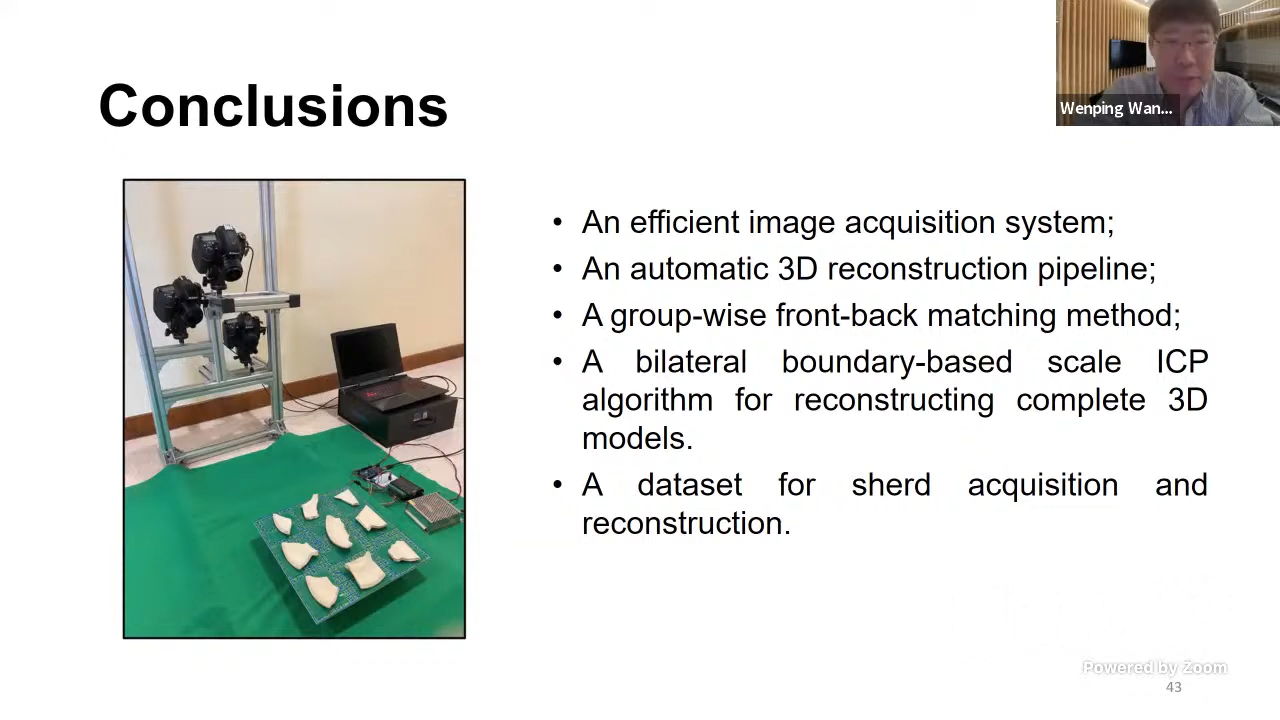 Conclusions
Wenping Wan...
• An efficient image acquisition system;
• An automatic 3D reconstruction pipeline;
• A group-wise front-back matching method;
• A bilateral boundary-based scale ICP
algorithm for reconstructing complete 3D
models.
• A dataset for sherd acquisition and
reconstruction.
Powered by Zoom
43